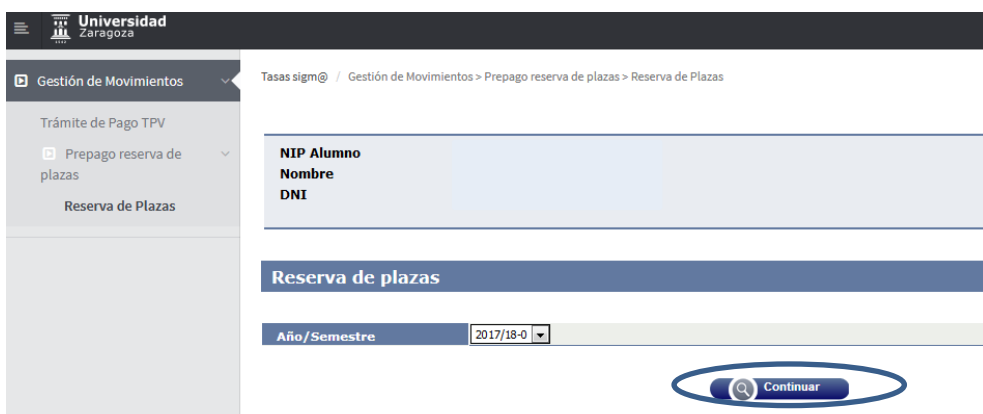 Universidad
Zaragoza
Gestión de Movimientos
Trámite de Pago TPV
Prepago reserva de
plazas
Reserva de Plazas
Tasas sigm@ / Gestión de Movimientos > Prepago reserva de plazas > Reserva de Plazas
NIP Alumno
Nombre
DNI
Reserva de plazas
Año/Semestre 2017/18-0
Continuar